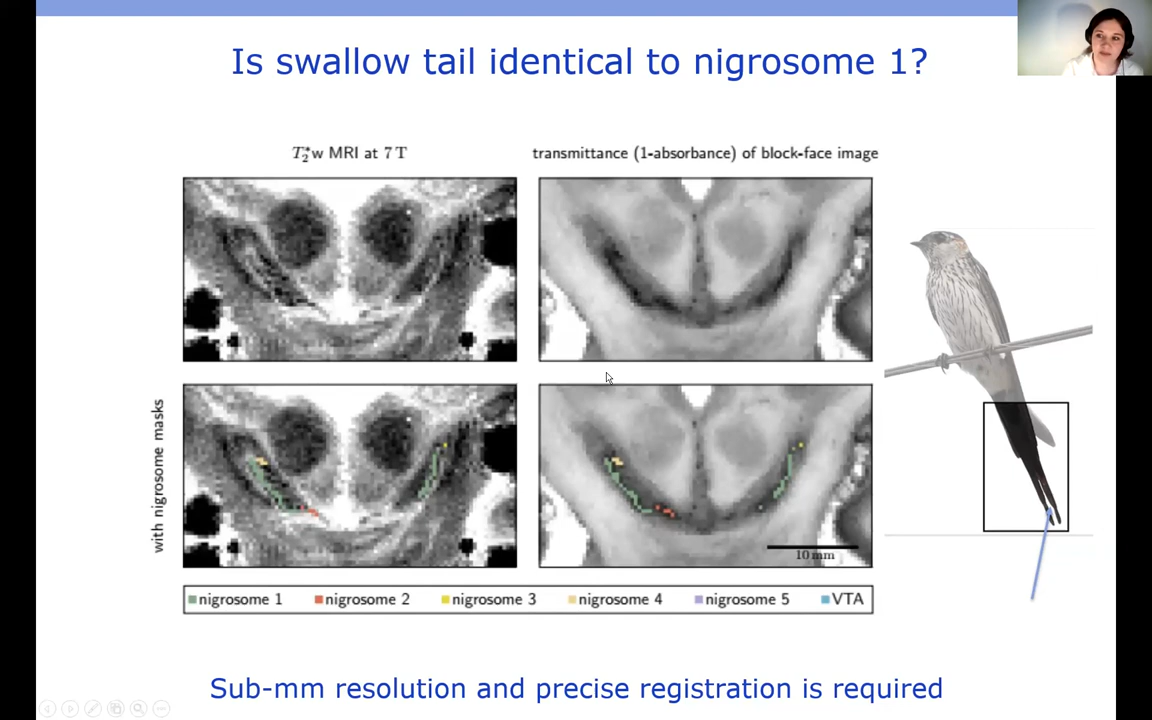 Is swallow tail identical to nigrosome 1?
T₂*w MRI at 7 T
transmittance (1-absorbance) of block-face image
with nigrosome masks
10 mm
nigrosome 1
nigrosome 2
nigrosome 3
nigrosome 4
nigrosome 5
VTA
Sub-mm resolution and precise registration is required